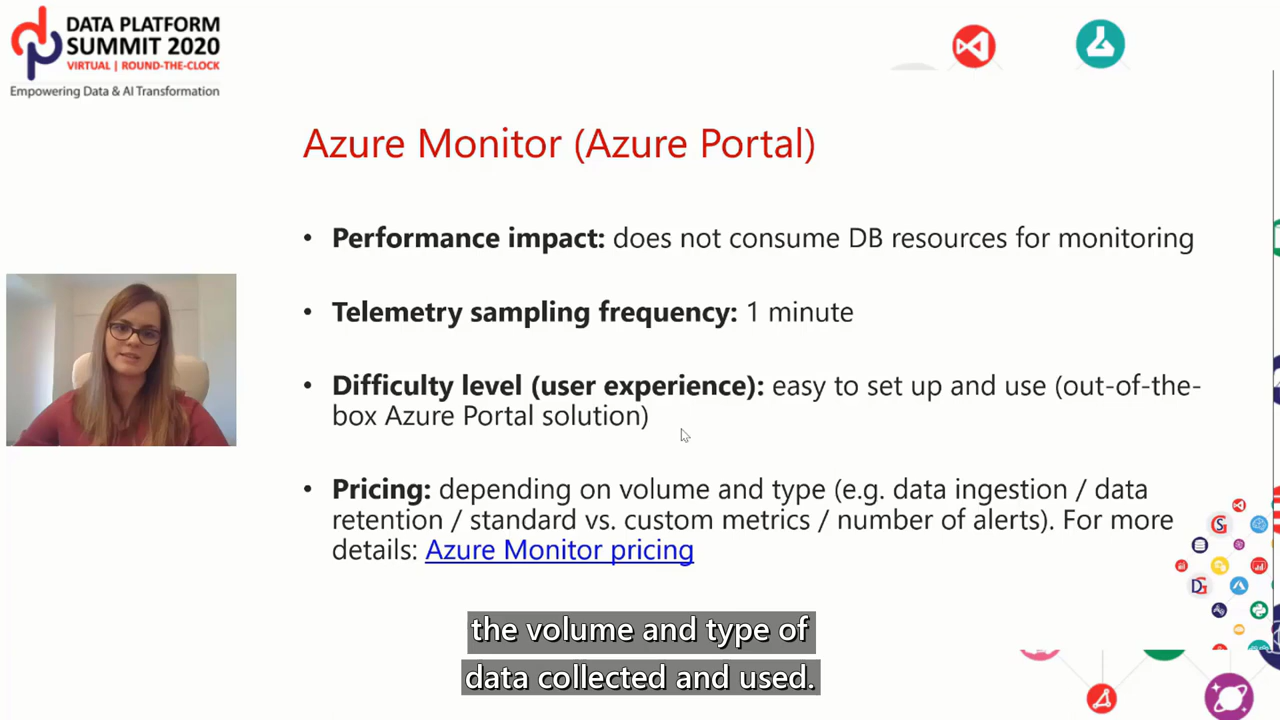 DATA PLATFORM
SUMMIT 2020
VIRTUAL | ROUND-THE-CLOCK
Empowering Data & AI Transformation
Azure Monitor (Azure Portal)
• Performance impact: does not consume DB resources for monitoring
• Telemetry sampling frequency: 1 minute
• Difficulty level (user experience): easy to set up and use (out-of-the-
box Azure Portal solution)
• Pricing: depending on volume and type (e.g. data ingestion / data
retention / standard vs. custom metrics / number of alerts). For more
details: Azure Monitor pricing
the volume and type of
data collected and used.